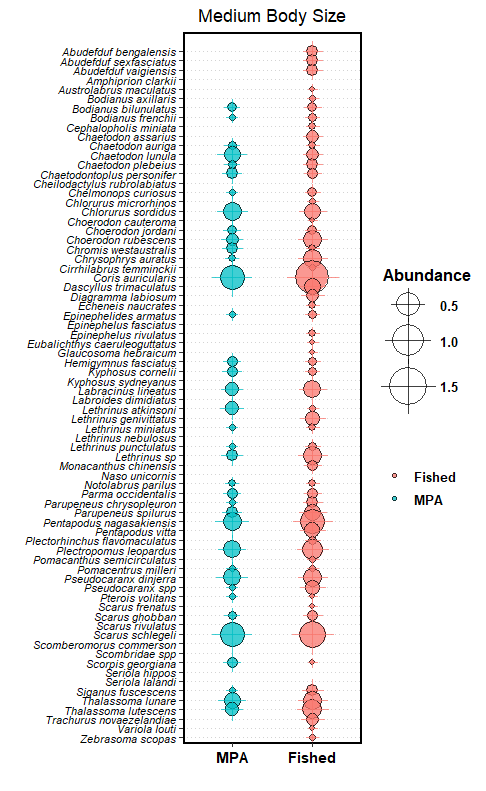 Medium Body Size
Abudefduf bengalensis
Abudefduf sexfasciatus
Abudefduf vaigiensis
Amphiprion clarkii
Austrolabrus maculatus
Bodianus axillaris
Bodianus bilunulatus
Bodianus frenchii
Cephalopholis miniata
Chaetodon assarius
Chaetodon auriga
Chaetodon lunula
Chaetodon plebeius
Chaetodontoplus personifer
Cheilodactylus rubrolabiatus
Chelmonops curiosus
Chlorurus microrhinos
Chlorurus sordidus
Choerodon cauteroma
Choerodon jordani
Choerodon rubescens
Chromis westaustralis
Chrysophrys auratus
Cirrhilabrus temminckii
Coris auricularis
Dascyllus trimaculatus
Diagramma labiosum
Echeneis naucrates
Epinephelides armatus
Epinephelus fasciatus
Epinephelus rivulatus
Eubalichthys caeruleoguttatus
Glaucosoma hebraicum
Hemigymnus fasciatus
Kyphosus cornelii
Kyphosus sydneyanus
Labracinus lineatus
Labroides dimidiatus
Lethrinus atkinsoni
Lethrinus genivittatus
Lethrinus miniatus
Lethrinus nebulosus
Lethrinus punctulatus
Lethrinus sp
Monacanthus chinensis
Naso unicornis
Notolabrus parilus
Parma occidentalis
Parupeneus chrysopleuron
Parupeneus spilurus
Pentapodus nagasakiensis
Pentapodus vitta
Plectorhinchus flavomaculatus
Plectropomus leopardus
Pomacanthus semicirculatus
Pomacentrus milleri
Pseudocaranx dinjerra
Pseudocaranx spp
Pterois volitans
Scarus frenatus
Scarus ghobban
Scarus rivulatus
Scarus schlegeli
Scomberomorus commerson
Scombridae spp
Scorpis georgiana
Seriola hippos
Seriola lalandi
Siganus fuscescens
Thalassoma lunare
Thalassoma lutescens
Trachurus novaezelandiae
Variola louti
Zebrasoma scopas
MPA Fished
Abundance
0.5
1.0
1.5
Fished
MPA